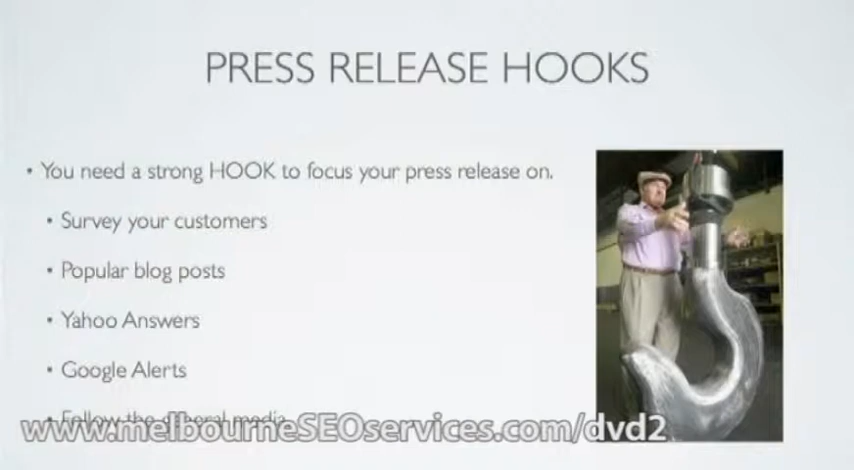 PRESS RELEASE HOOKS
• You need a strong HOOK to focus your press release on.
• Survey your customers
• Popular blog posts
• Yahoo Answers
• Google Alerts
• Follow the general media
www.melbourneSEOservices.com/dvd2